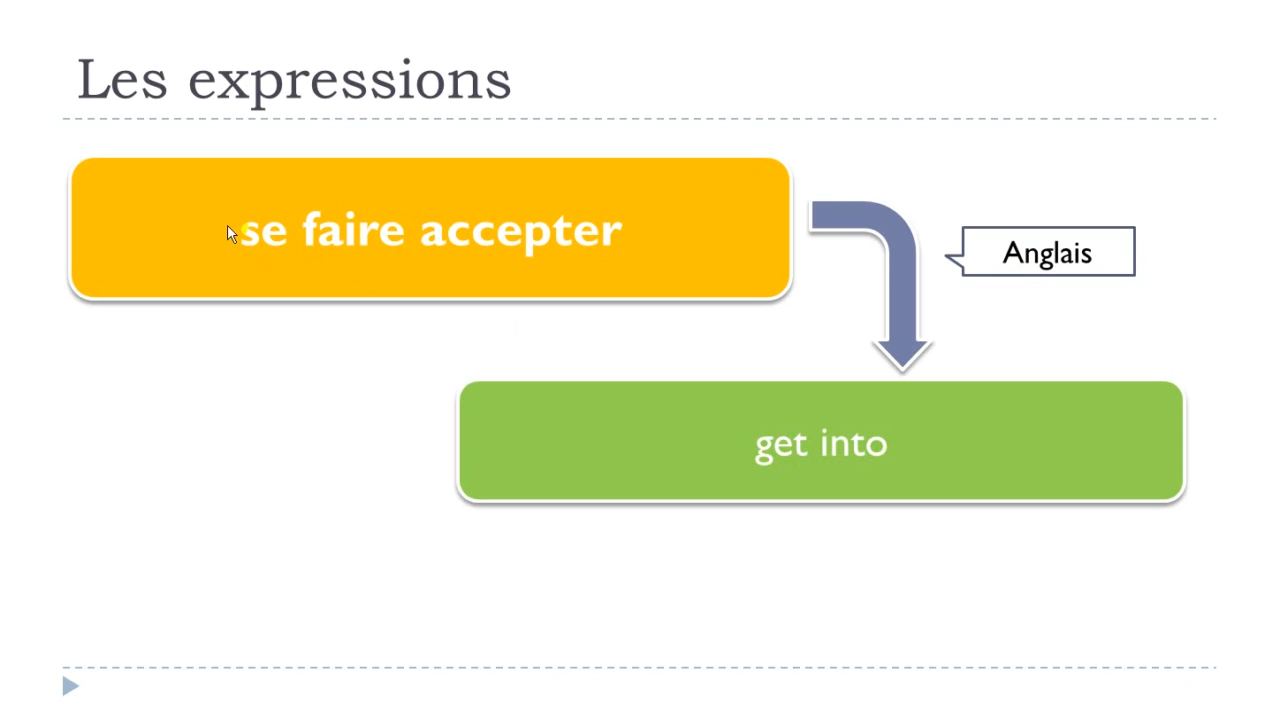 Les expressions
se faire accepter
Anglais
get into